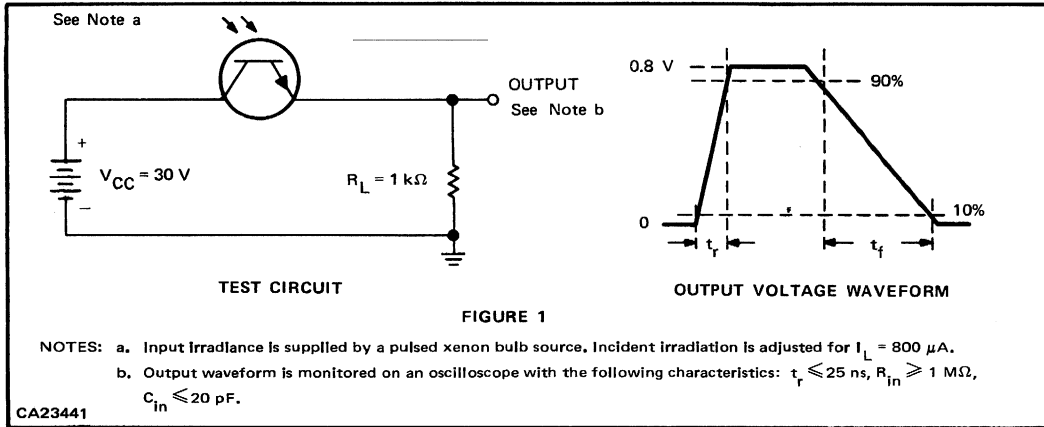 See Note a
OUTPUT
See Note b
+
V_CC = 30 V
−
R_L = 1 kΩ
TEST CIRCUIT
0.8 V
90%
0
10%
t_r
t_f
OUTPUT VOLTAGE WAVEFORM
FIGURE 1
NOTES: a. Input irradiance is supplied by a pulsed xenon bulb source. Incident irradiation is adjusted for I_L = 800 μA.
b. Output waveform is monitored on an oscilloscope with the following characteristics: t_r ⩽ 25 ns, R_in ⩾ 1 MΩ,
C_in ⩽ 20 pF.
CA23441